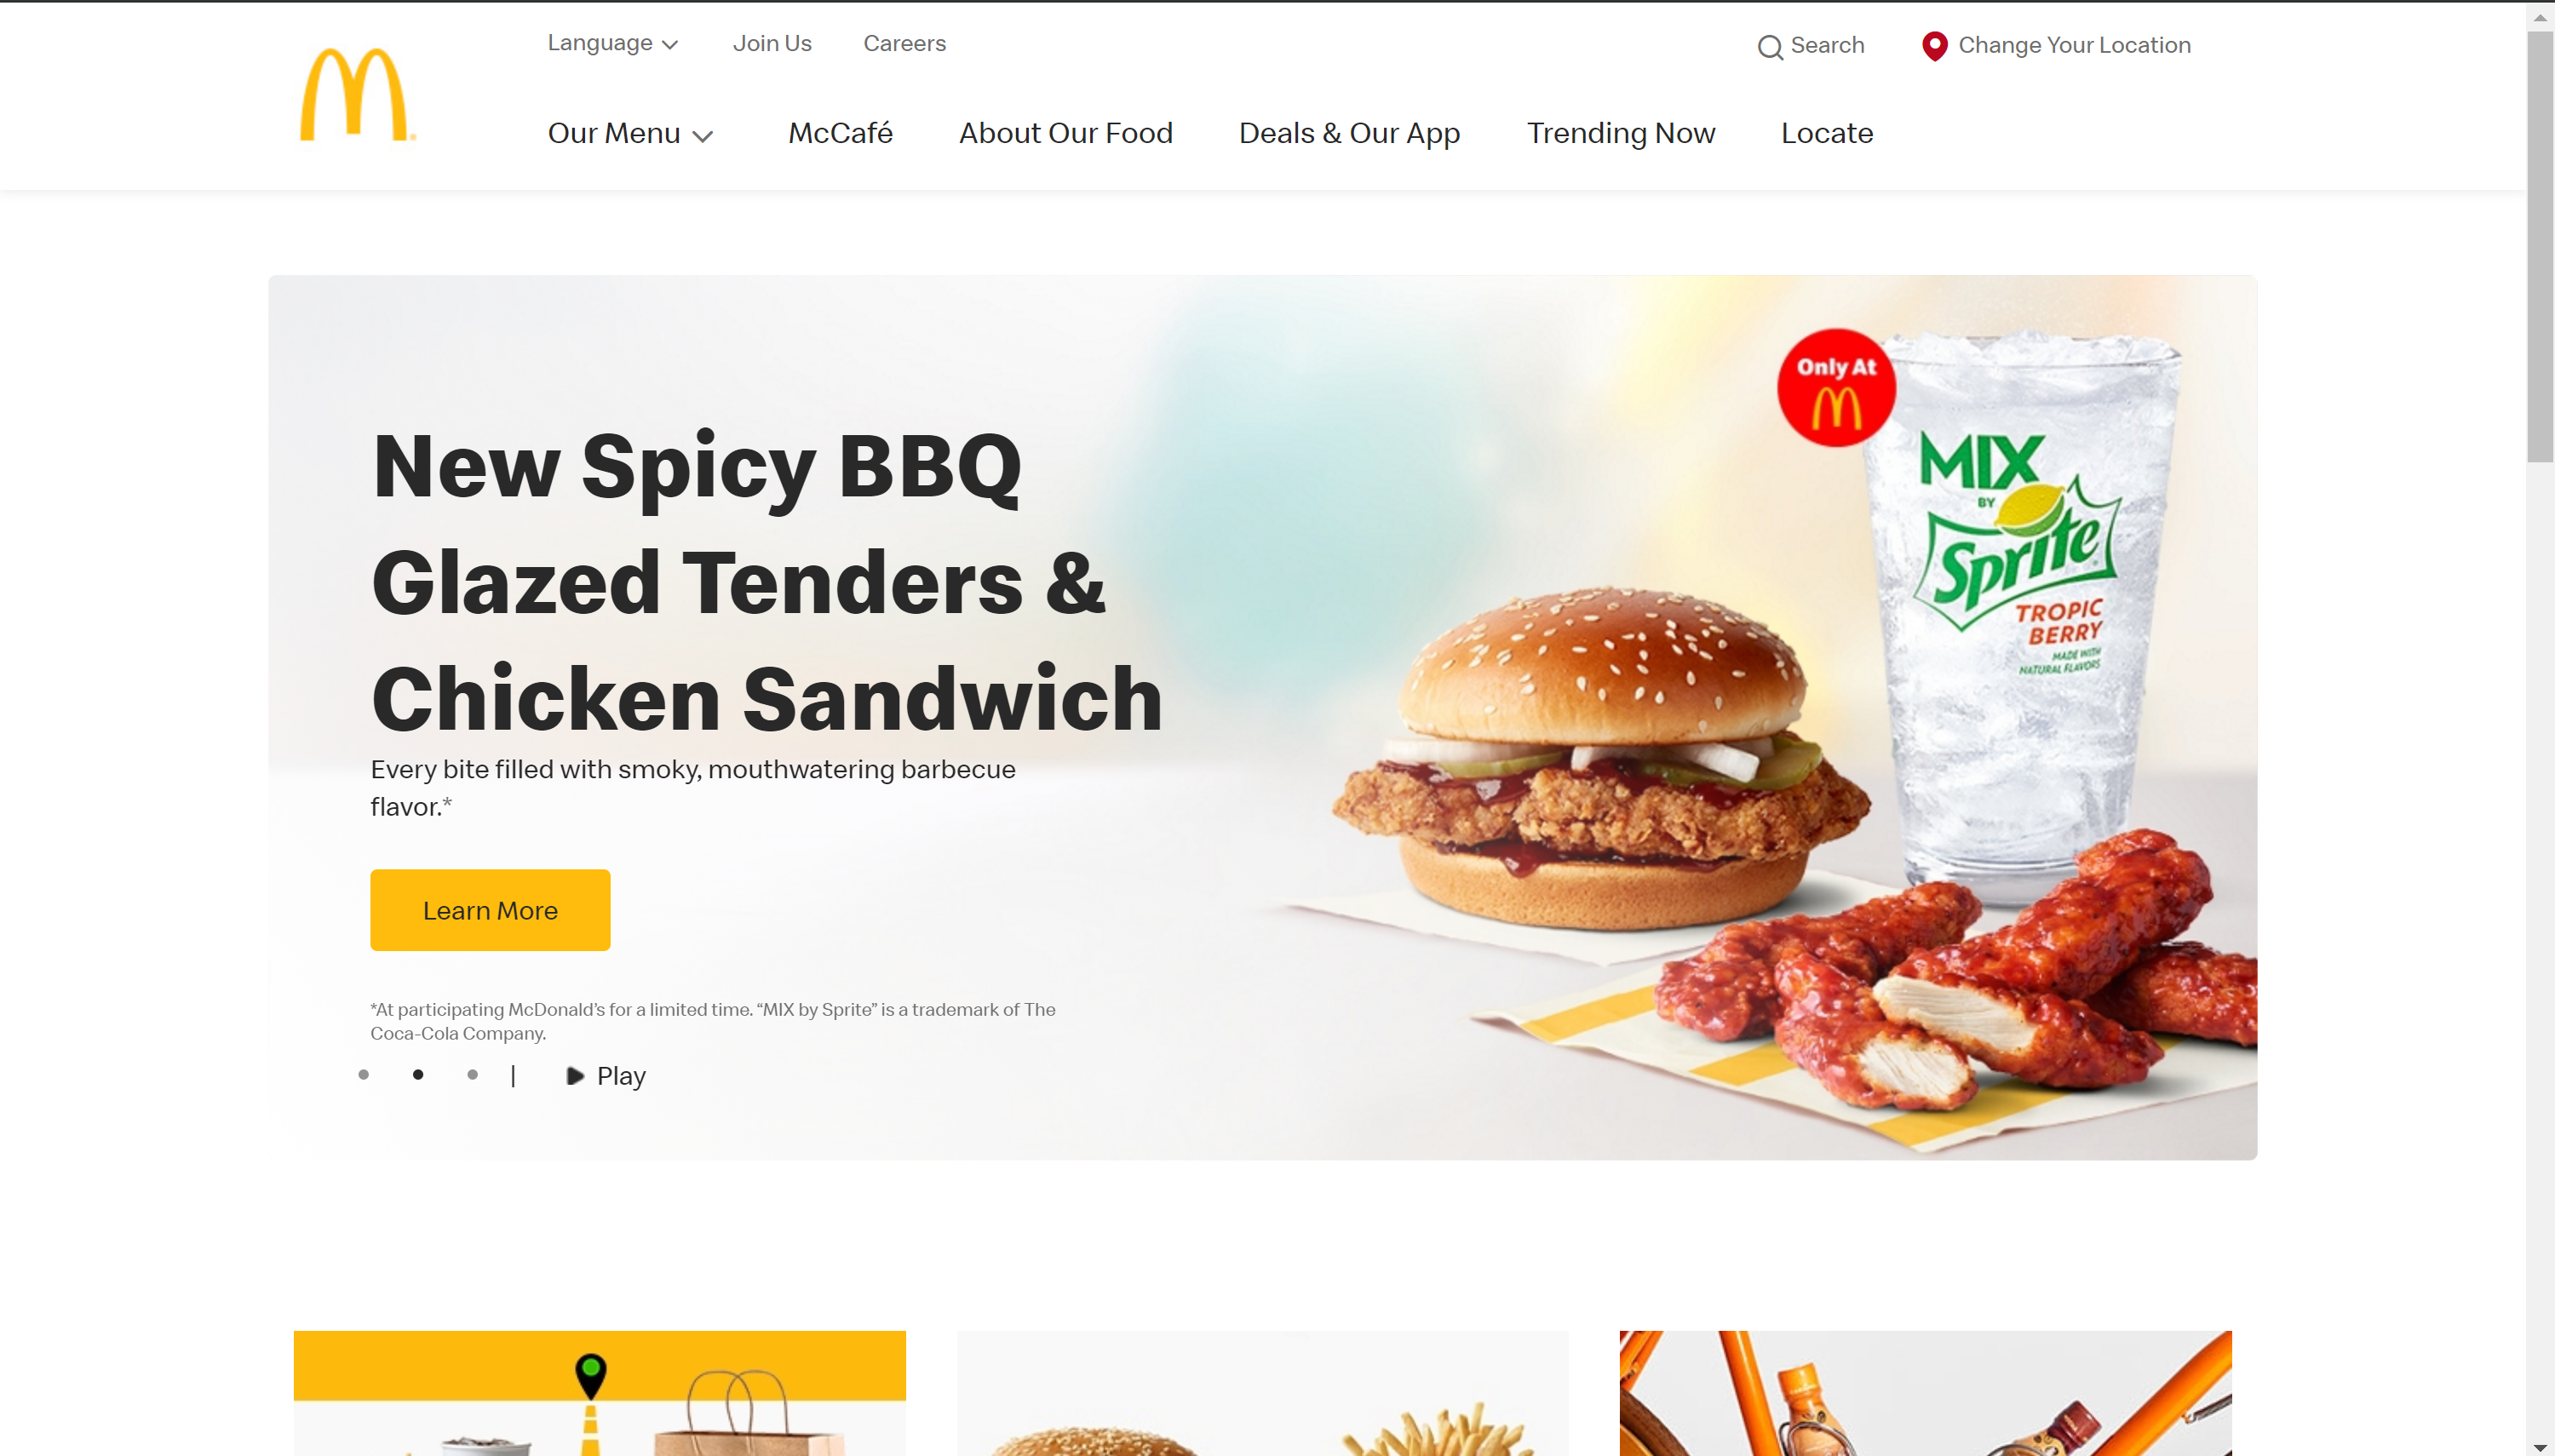 Language
Join Us
Careers
Search
Change Your Location
Our Menu
McCafé
About Our Food
Deals & Our App
Trending Now
Locate
New Spicy BBQ
Glazed Tenders &
Chicken Sandwich
Every bite filled with smoky, mouthwatering barbecue
flavor.*
Learn More
*At participating McDonald’s for a limited time. “MIX by Sprite” is a trademark of The
Coca-Cola Company.
Play
Only At
MIX
BY
Sprite
TROPIC
BERRY
MADE WITH
NATURAL FLAVORS